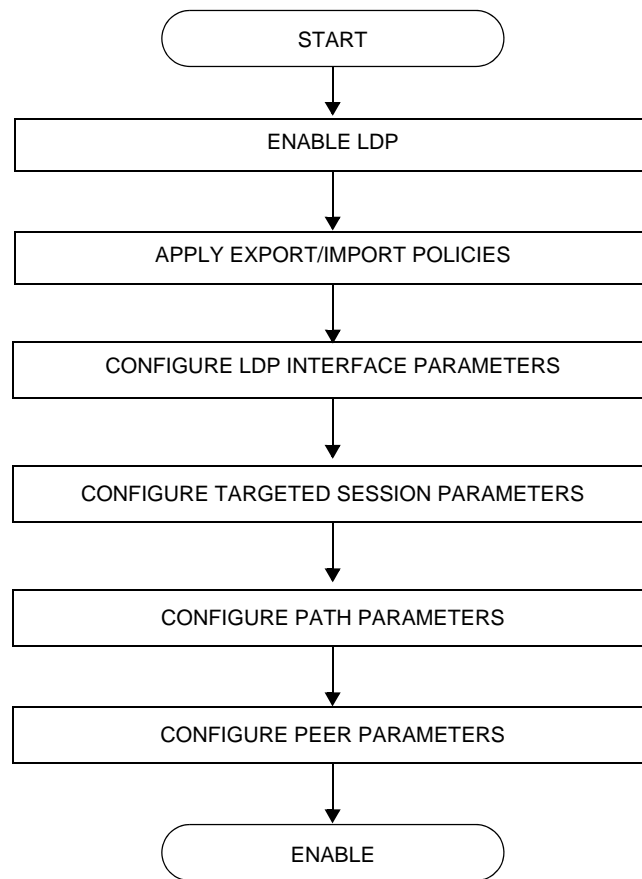 START
ENABLE LDP
APPLY EXPORT/IMPORT POLICIES
CONFIGURE LDP INTERFACE PARAMETERS
CONFIGURE TARGETED SESSION PARAMETERS
CONFIGURE PATH PARAMETERS
CONFIGURE PEER PARAMETERS
ENABLE